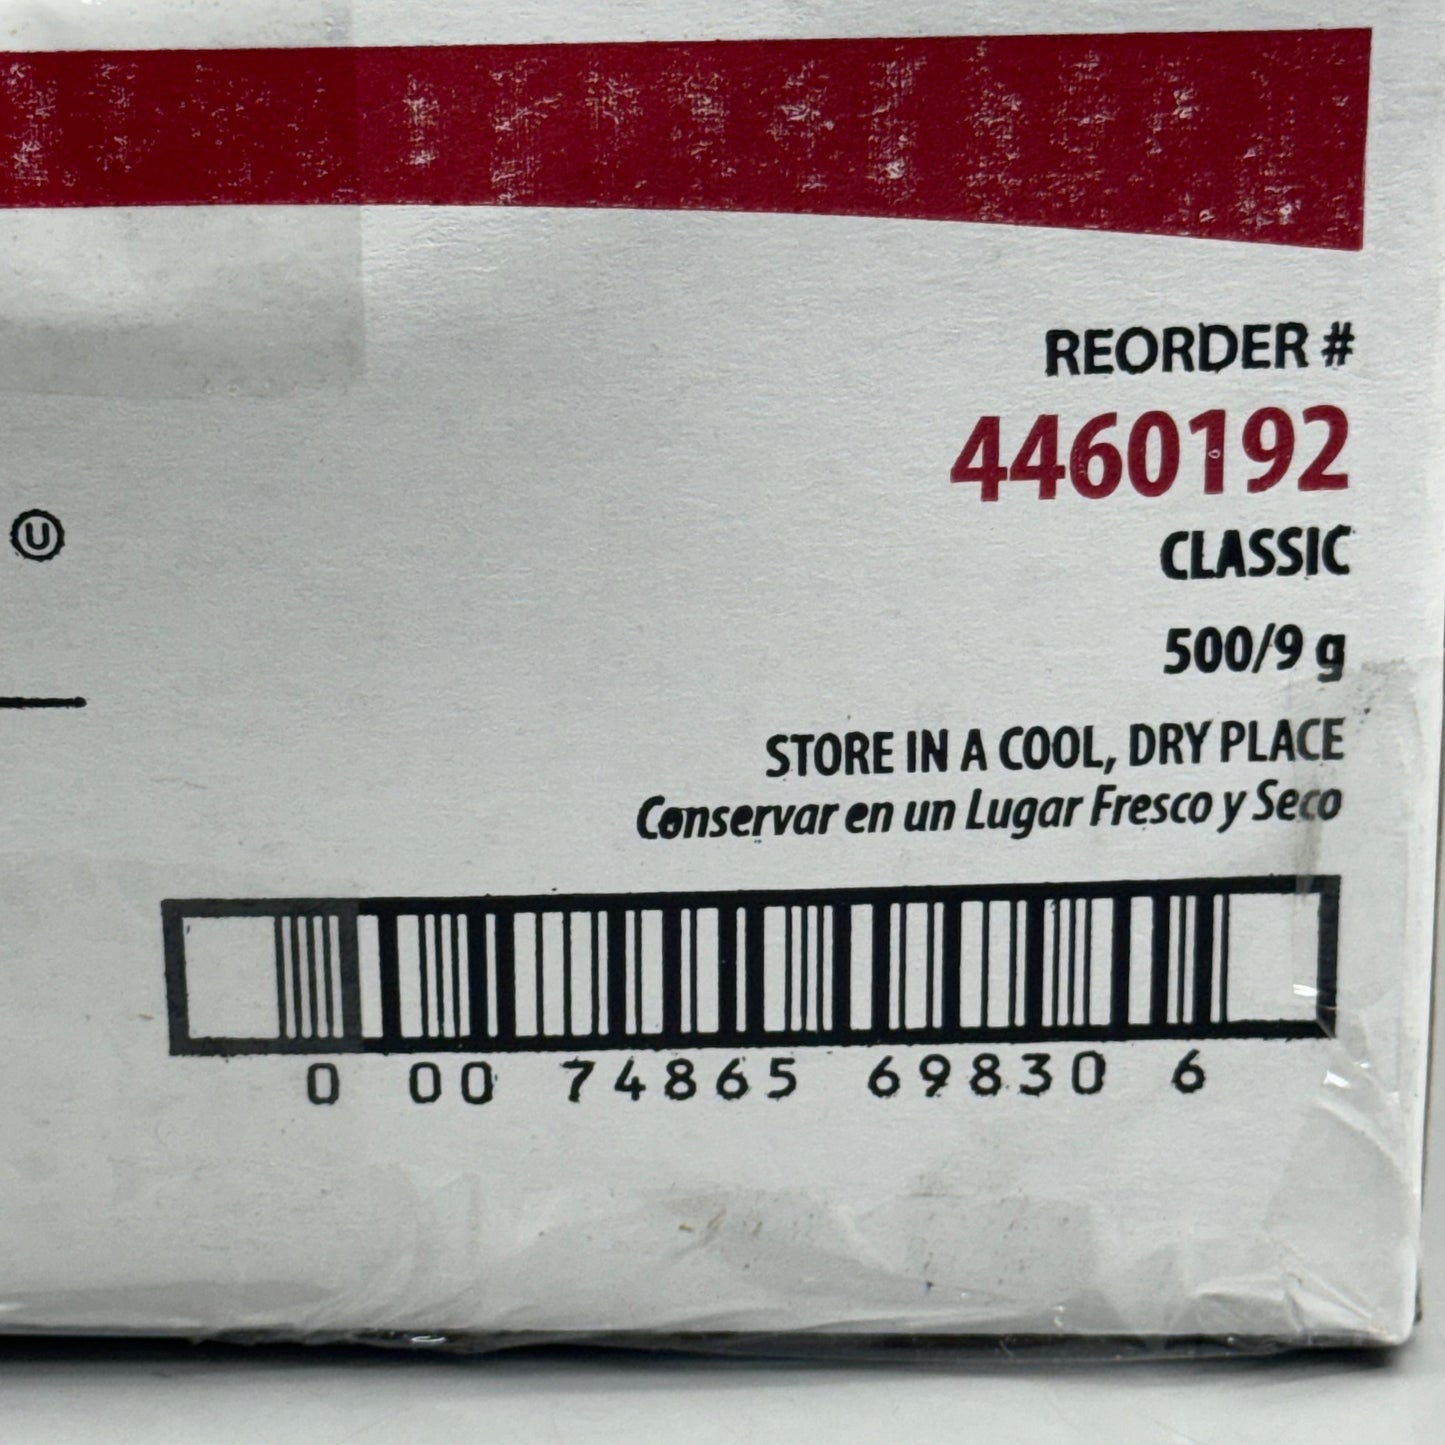 REORDER #
4460192
CLASSIC
U
500/9 g
STORE IN A COOL, DRY PLACE
Conservar en un Lugar Fresco y Seco
0 00 74865 69830 6